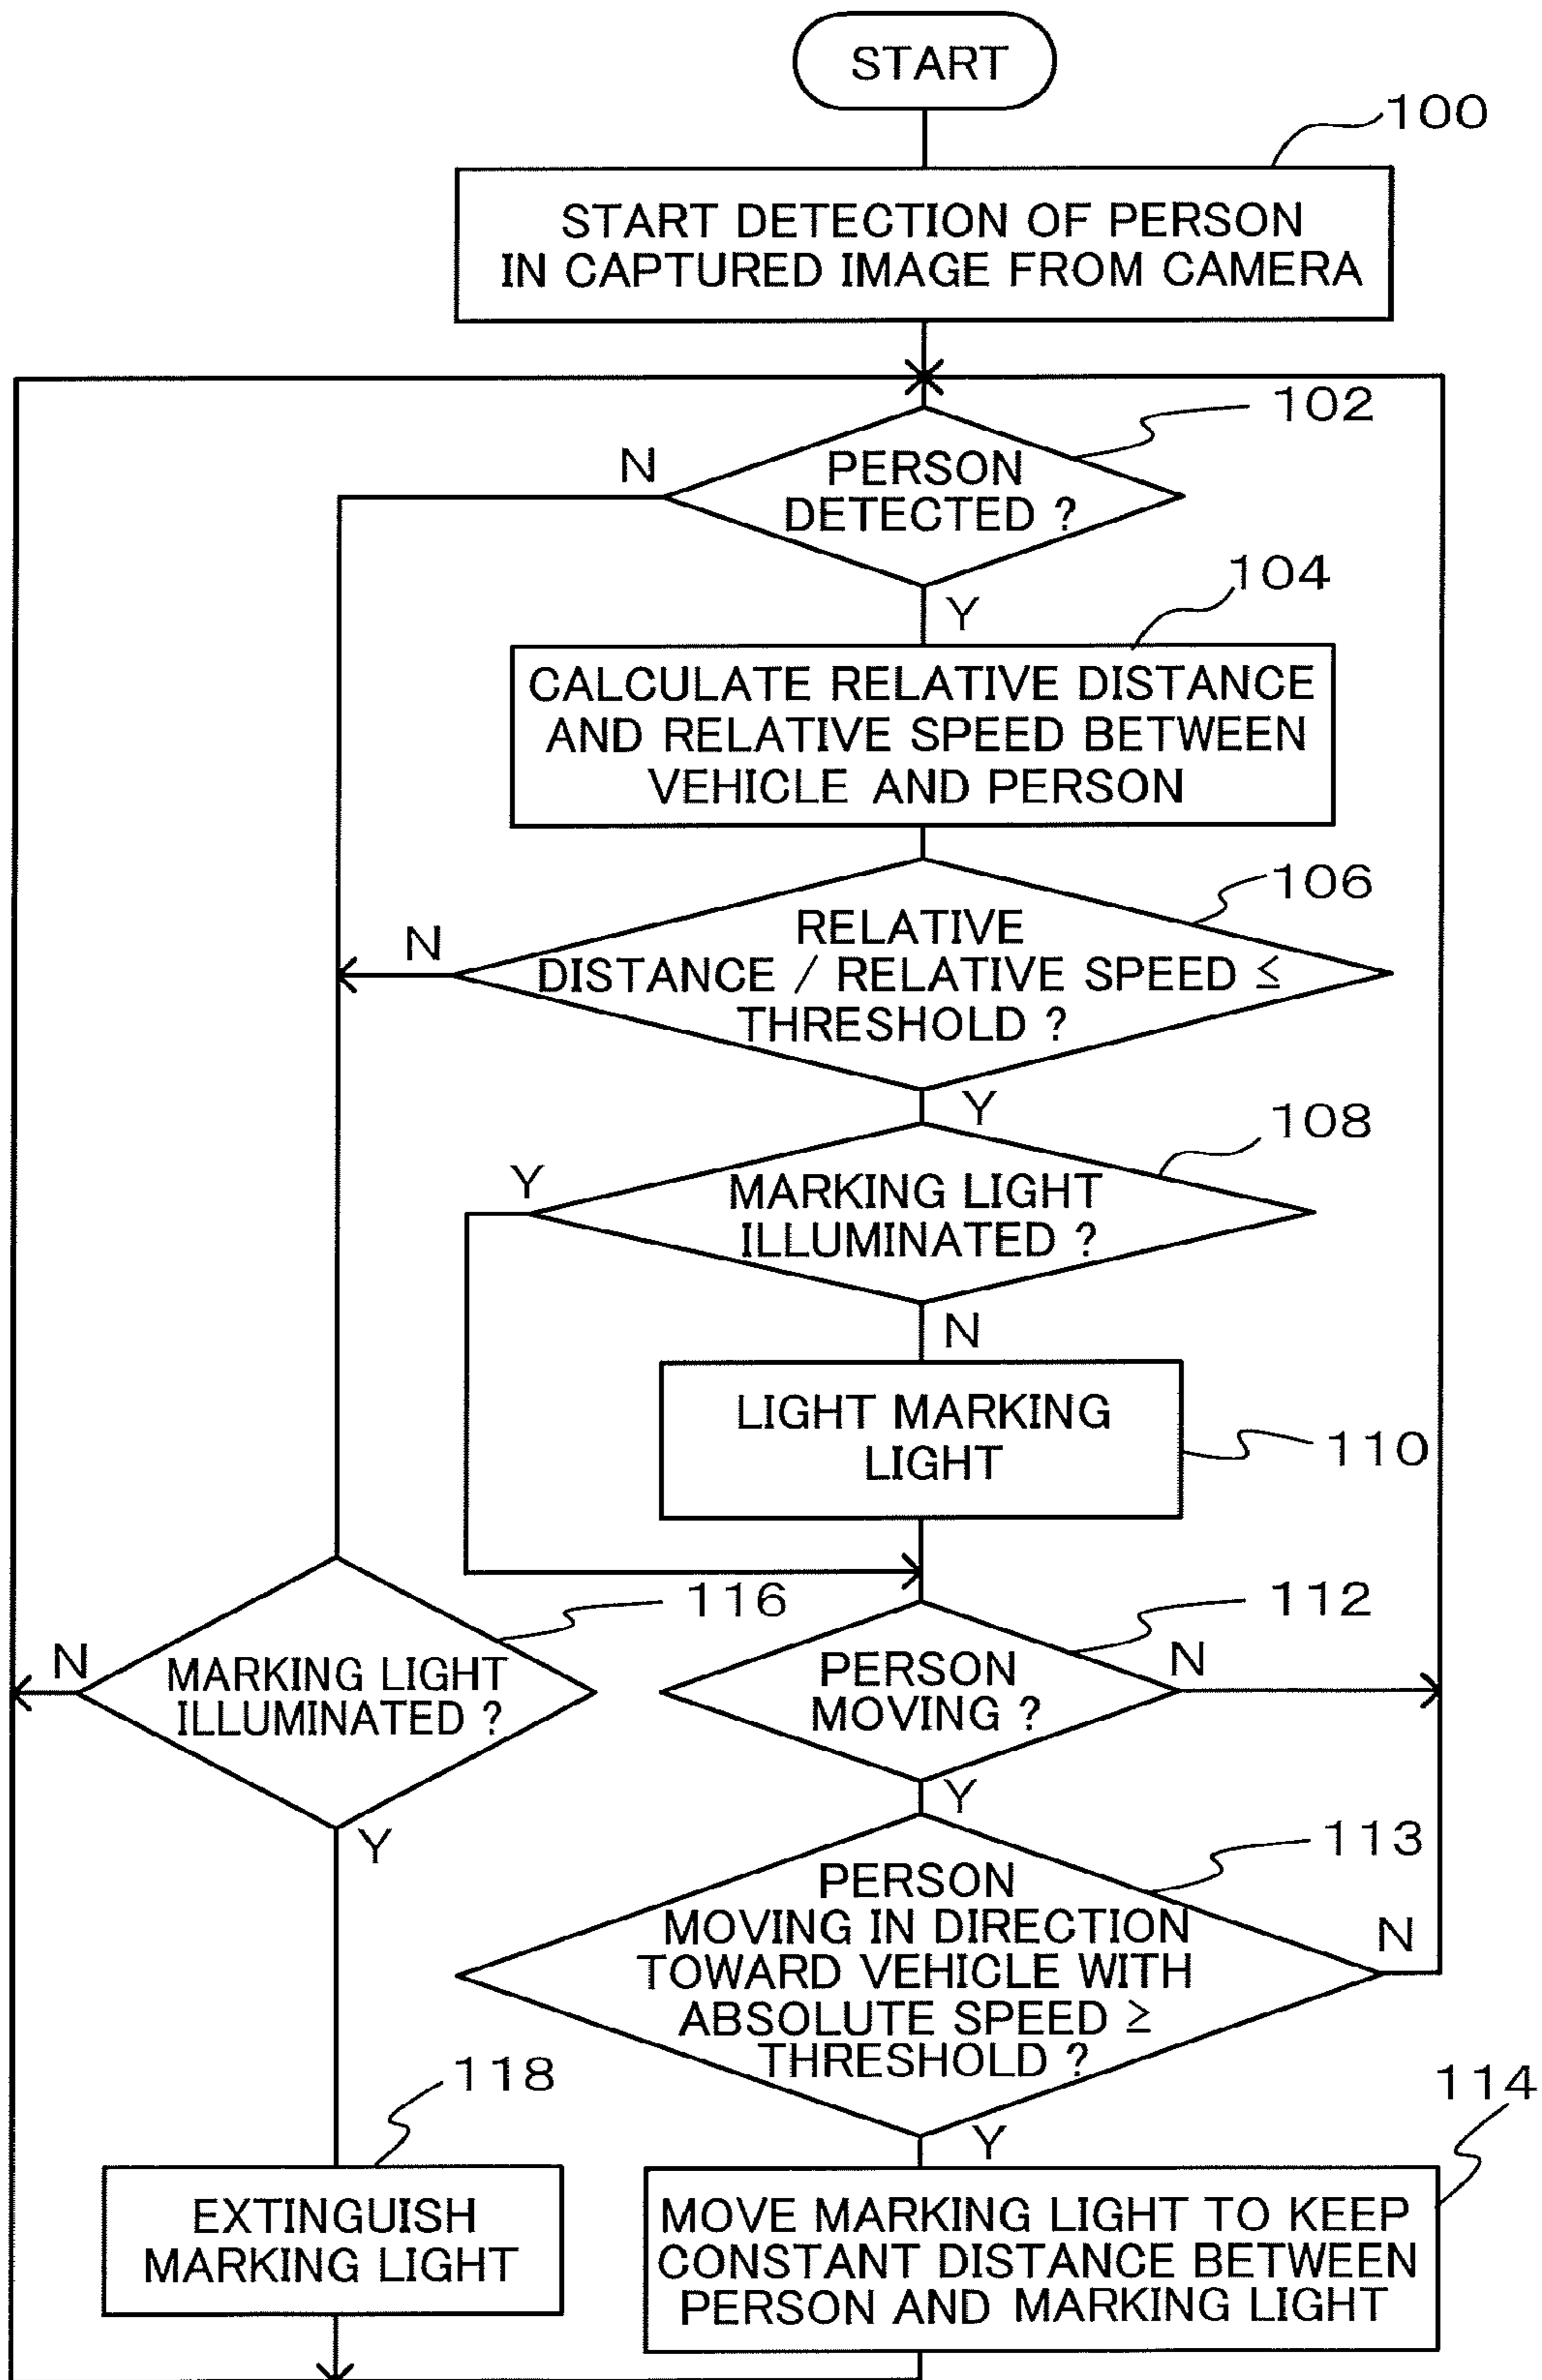 START
100
START DETECTION OF PERSON
IN CAPTURED IMAGE FROM CAMERA
102
N
PERSON
DETECTED ?
Y
104
CALCULATE RELATIVE DISTANCE
AND RELATIVE SPEED BETWEEN
VEHICLE AND PERSON
106
N
RELATIVE
DISTANCE / RELATIVE SPEED ≤
THRESHOLD ?
Y
108
Y
MARKING LIGHT
ILLUMINATED ?
N
LIGHT MARKING
LIGHT
110
116
112
N
MARKING LIGHT
ILLUMINATED ?
Y
PERSON
MOVING ?
N
Y
113
PERSON
MOVING IN DIRECTION
TOWARD VEHICLE WITH
ABSOLUTE SPEED ≥
THRESHOLD ?
N
Y
118
EXTINGUISH
MARKING LIGHT
114
MOVE MARKING LIGHT TO KEEP
CONSTANT DISTANCE BETWEEN
PERSON AND MARKING LIGHT